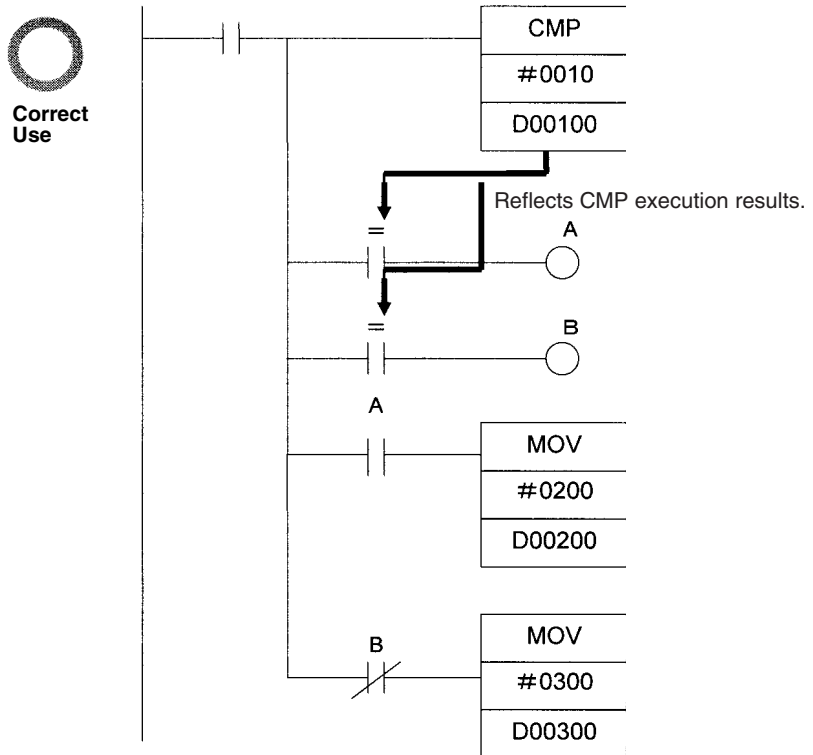 Correct
Use
CMP
#0010
D00100
Reflects CMP execution results.
=
A
=
B
A
MOV
#0200
D00200
B
MOV
#0300
D00300